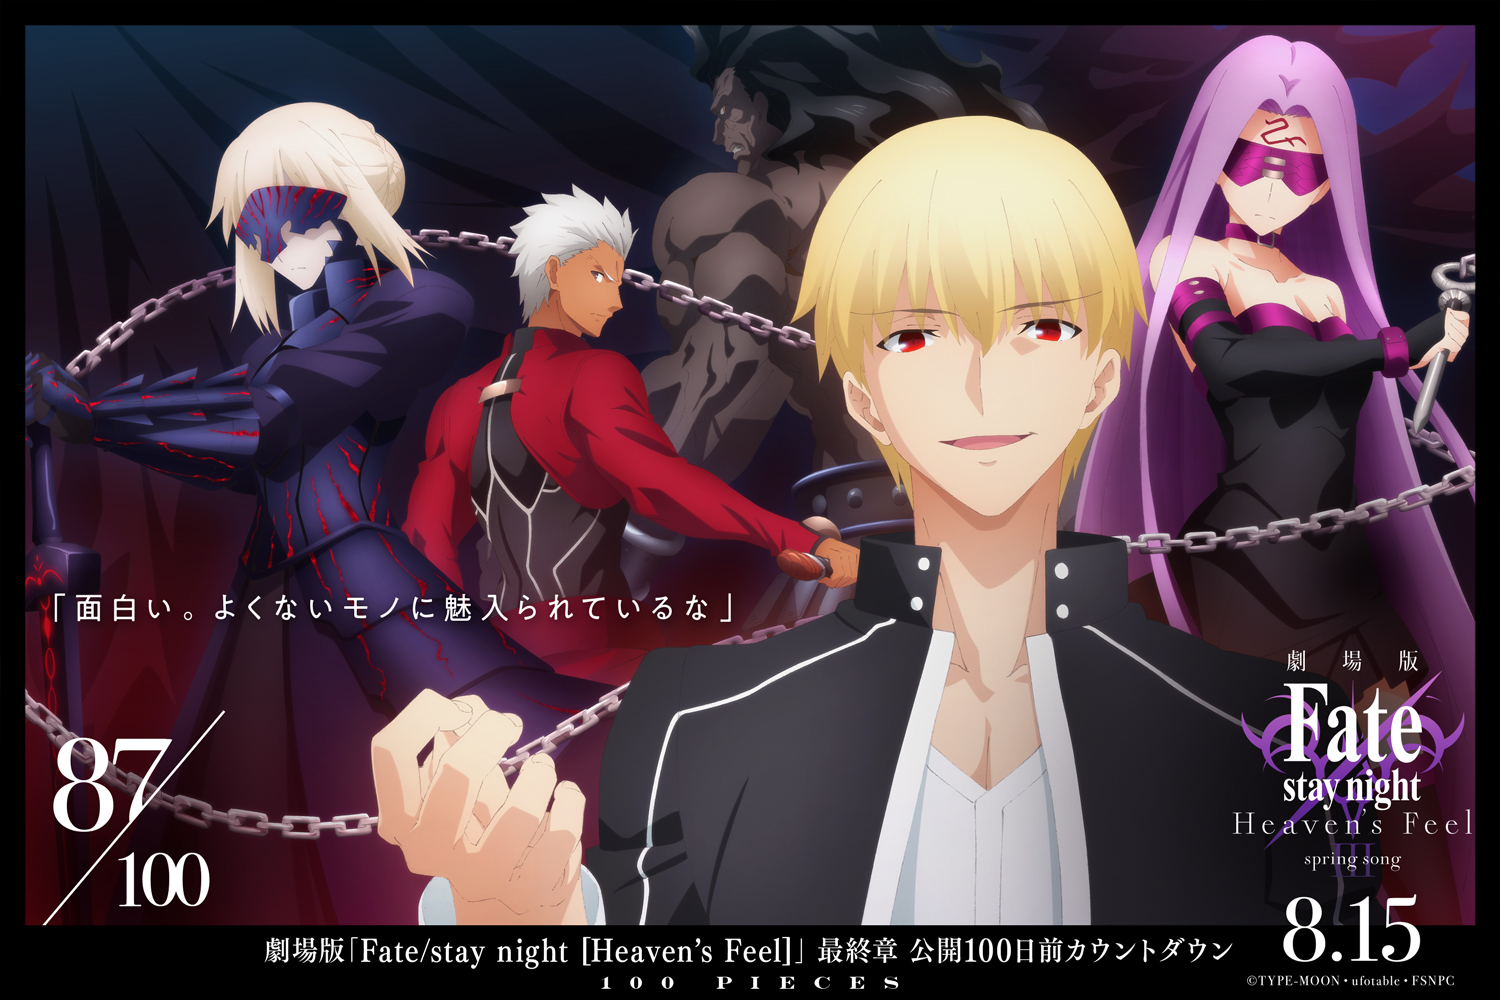 「面白い。よくないモノに魅入られているな」
87/100
劇場版
Fate
stay night
Heaven's Feel
III
spring song
8.15
劇場版「Fate/stay night [Heaven's Feel]」最終章 公開100日前カウントダウン
100 PIECES
©TYPE-MOON・ufotable・FSNPC